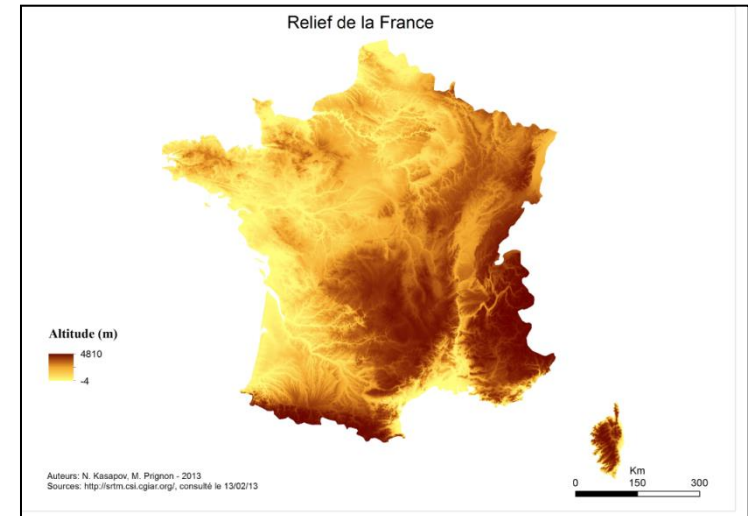 Relief de la France
Altitude (m)
4810
-4
Auteurs: N. Kasapov, M. Prignon - 2013
Sources: http://srtm.csi.cgiar.org/, consulté le 13/02/13
Km
0 150 300